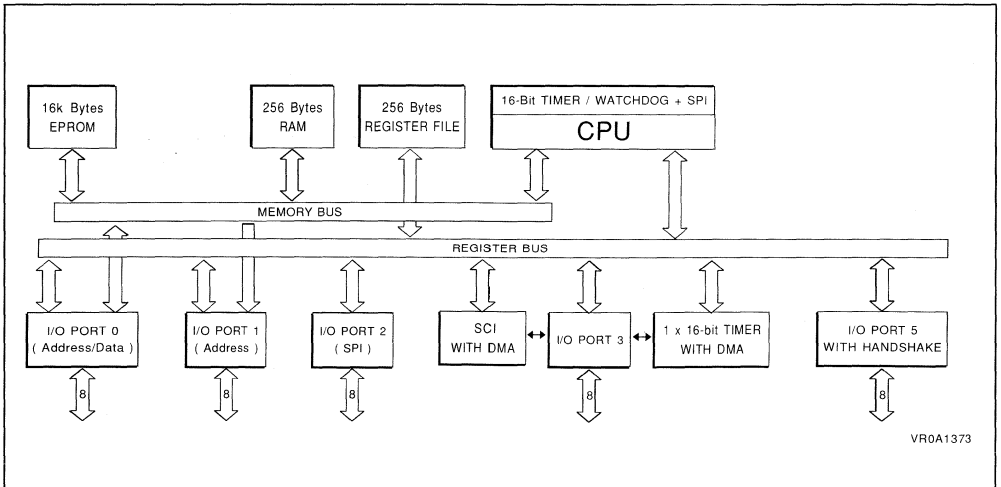 16k Bytes
EPROM
256 Bytes
RAM
256 Bytes
REGISTER FILE
16-Bit TIMER / WATCHDOG + SPI
CPU
MEMORY BUS
REGISTER BUS
I/O PORT 0
( Address/Data )
I/O PORT 1
( Address )
I/O PORT 2
( SPI )
SCI
WITH DMA
I/O PORT 3
1 x 16-bit TIMER
WITH DMA
I/O PORT 5
WITH HANDSHAKE
8
8
8
8
8
VR0A1373